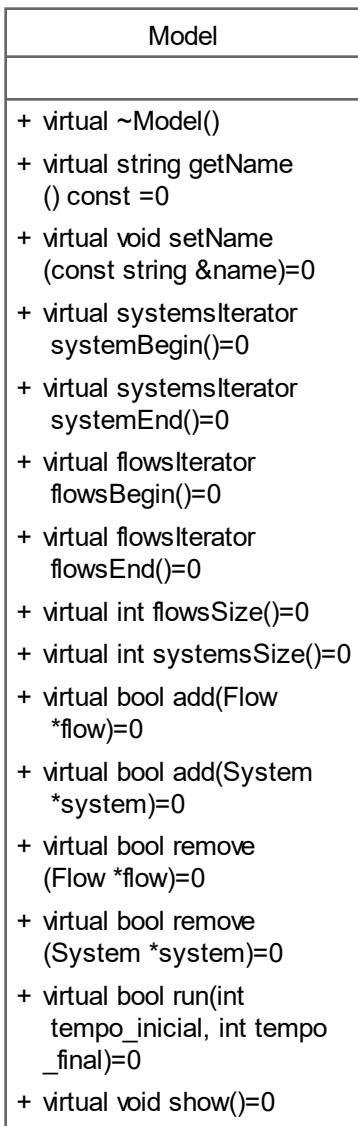 Model
+ virtual ~Model()
+ virtual string getName
() const =0
+ virtual void setName
(const string &name)=0
+ virtual systemsIterator
systemBegin()=0
+ virtual systemsIterator
systemEnd()=0
+ virtual flowsIterator
flowsBegin()=0
+ virtual flowsIterator
flowsEnd()=0
+ virtual int flowsSize()=0
+ virtual int systemsSize()=0
+ virtual bool add(Flow
*flow)=0
+ virtual bool add(System
*system)=0
+ virtual bool remove
(Flow *flow)=0
+ virtual bool remove
(System *system)=0
+ virtual bool run(int
tempo_inicial, int tempo
_final)=0
+ virtual void show()=0